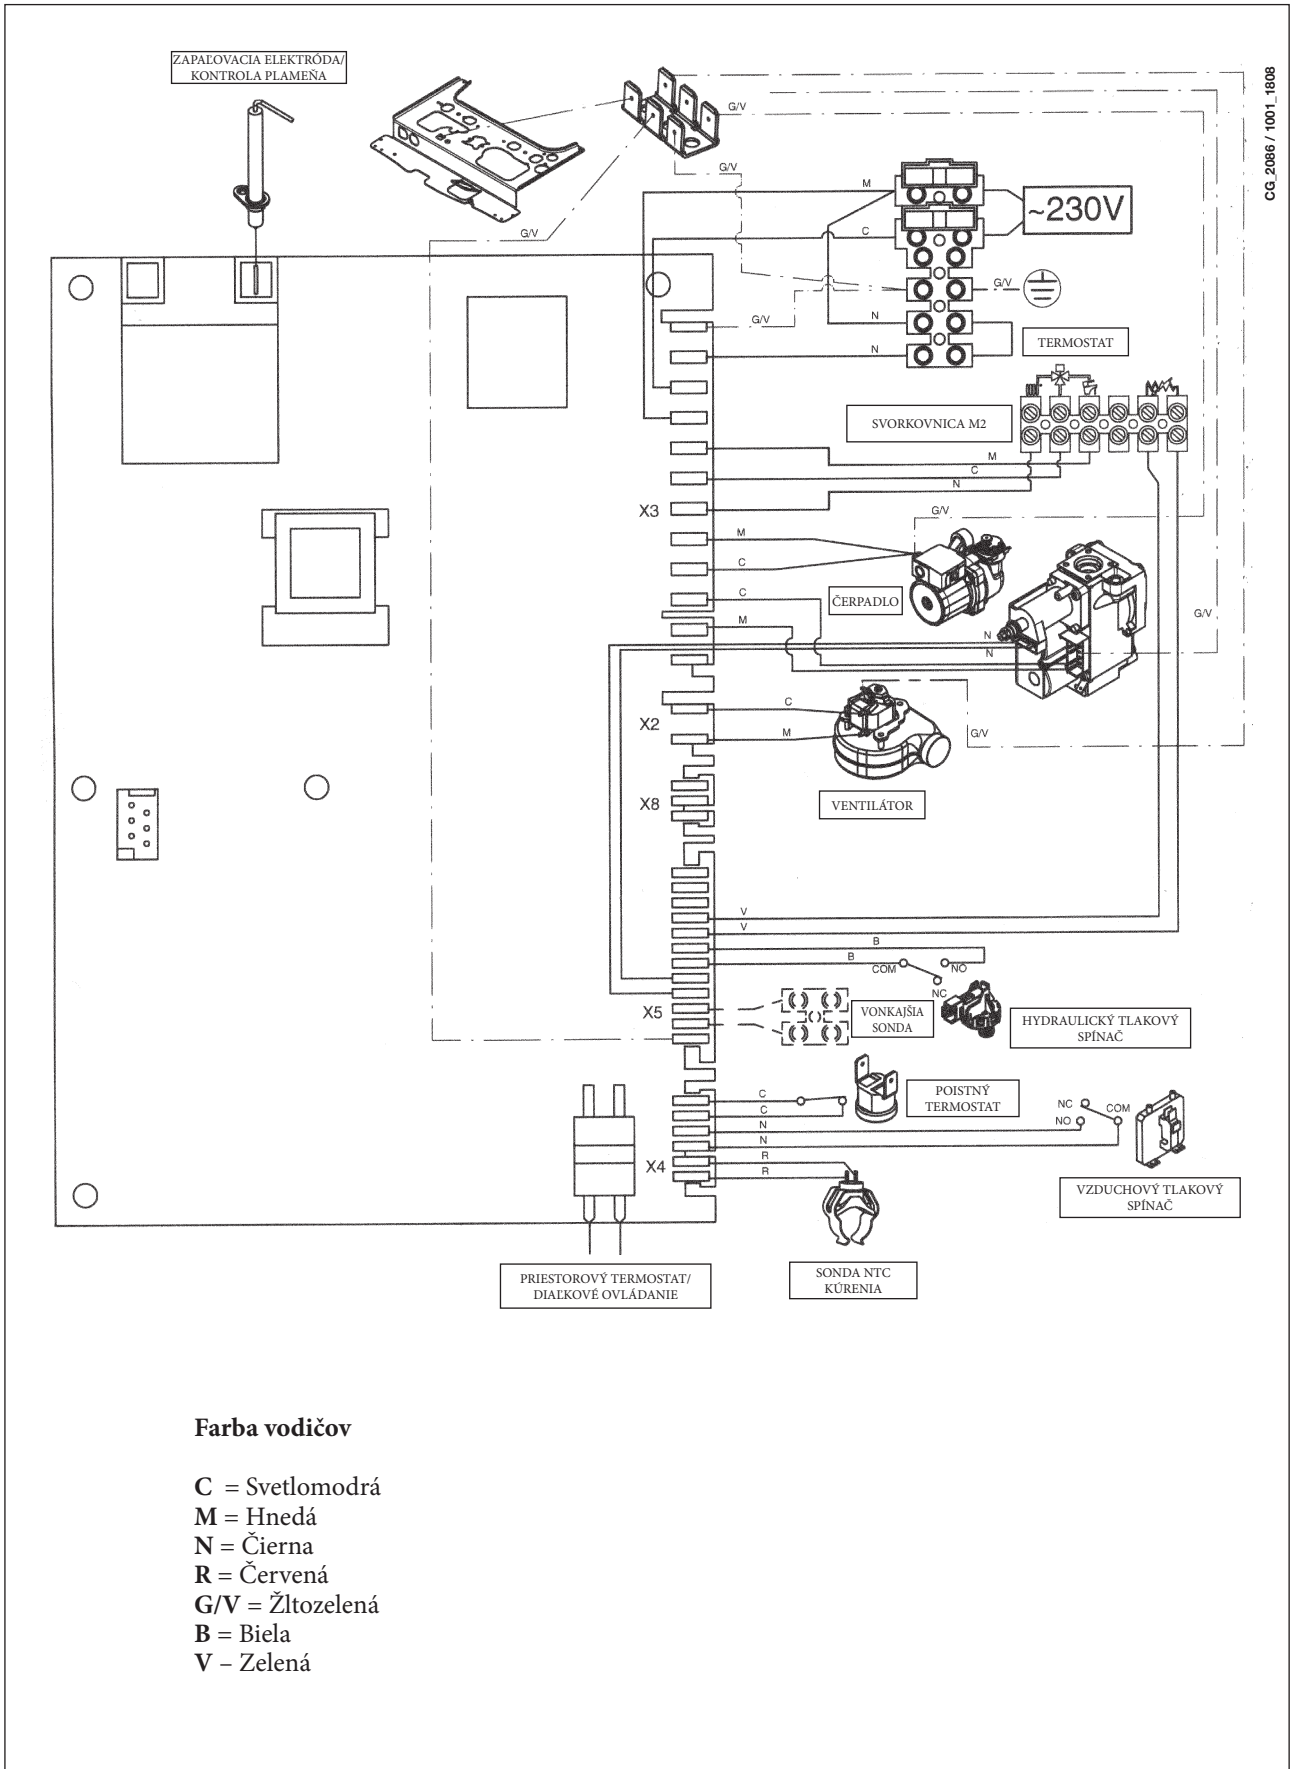 ZAPAĽOVACIA ELEKTRÓDA/
KONTROLA PLAMEŇA
CG_2086 / 1001_1808
G/V
G/V
M
~230V
G/V
C
G/V
G/V
N
N
TERMOSTAT
SVORKOVNICA M2
M
C
N
X3
G/V
M
C
ČERPADLO
C
G/V
M
N
N
C
X2
M
G/V
X8
VENTILÁTOR
V
V
B
B
COM
NO
NC
X5
VONKAJŠIA
SONDA
HYDRAULICKÝ TLAKOVÝ
SPÍNAČ
C
C
POISTNÝ
TERMOSTAT
NC
COM
NO
N
N
R
X4
R
VZDUCHOVÝ TLAKOVÝ
SPÍNAČ
PRIESTOROVÝ TERMOSTAT/
DIAĽKOVÉ OVLÁDANIE
SONDA NTC
KÚRENIA
Farba vodičov
C = Svetlomodrá
M = Hnedá
N = Čierna
R = Červená
G/V = Žltozelená
B = Biela
V – Zelená